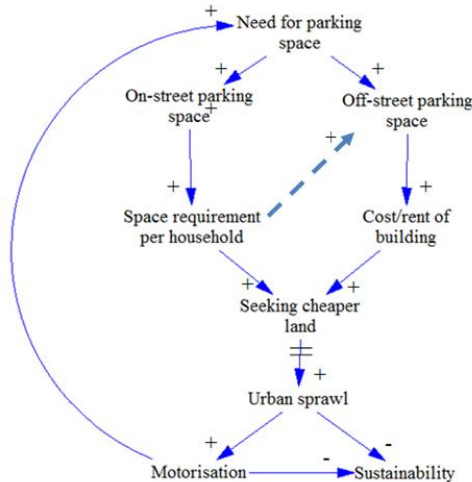 +
Need for parking
space
+
+
On-street parking
space
+
Off-street parking
space
+
+
+
Space requirement
per household
Cost/rent of
building
+
+
Seeking cheaper
land
+
Urban sprawl
+
-
-
Motorisation
Sustainability